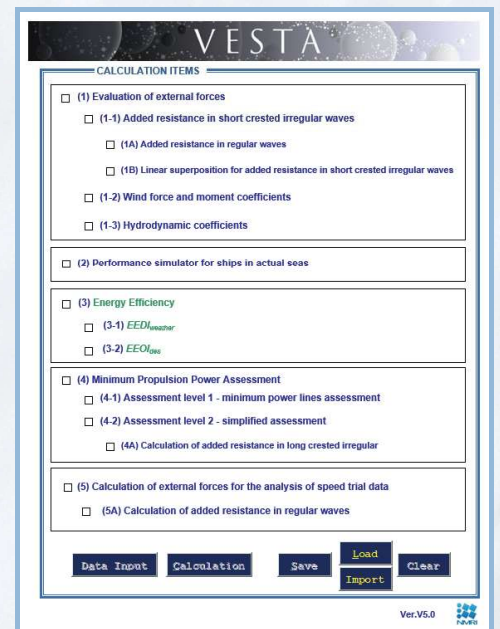 VESTA
CALCULATION ITEMS
(1) Evaluation of external forces
(1-1) Added resistance in short crested irregular waves
(1A) Added resistance in regular waves
(1B) Linear superposition for added resistance in short crested irregular waves
(1-2) Wind force and moment coefficients
(1-3) Hydrodynamic coefficients
(2) Performance simulator for ships in actual seas
(3) Energy Efficiency
(3-1) EEDIweather
(3-2) EEOIdes
(4) Minimum Propulsion Power Assessment
(4-1) Assessment level 1 - minimum power lines assessment
(4-2) Assessment level 2 - simplified assessment
(4A) Calculation of added resistance in long crested irregular
(5) Calculation of external forces for the analysis of speed trial data
(5A) Calculation of added resistance in regular waves
Data Input Calculation Save Load Clear
Import
Ver.V5.0
NMRI